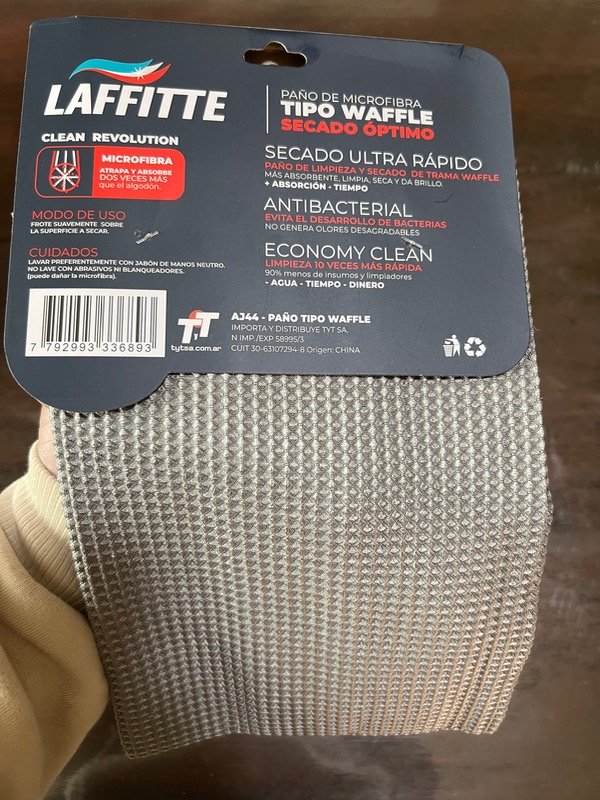 LAFFITTE
CLEAN REVOLUTION
MICROFIBRA
ATRAPA Y ABSORBE
DOS VECES MÁS
que el algodón.
MODO DE USO
FROTE SUAVEMENTE SOBRE
LA SUPERFICIE A SECAR.
CUIDADOS
LAVAR PREFERENTEMENTE CON JABÓN DE MANOS NEUTRO.
NO LAVE CON ABRASIVOS NI BLANQUEADORES.
(puede dañar la microfibra).
7 792993 336893
PAÑO DE MICROFIBRA
TIPO WAFFLE
SECADO ÓPTIMO
SECADO ULTRA RÁPIDO
PAÑO DE LIMPIEZA Y SECADO DE TRAMA WAFFLE
MÁS ABSORBENTE, LIMPIA, SECA Y DA BRILLO.
+ ABSORCIÓN - TIEMPO
ANTIBACTERIAL
EVITA EL DESARROLLO DE BACTERIAS
NO GENERA OLORES DESAGRADABLES
ECONOMY CLEAN
LIMPIEZA 10 VECES MÁS RÁPIDA
90% menos de insumos y limpiadores
- AGUA - TIEMPO - DINERO
TyT
tytsa.com.ar
AJ44 - PAÑO TIPO WAFFLE
IMPORTA Y DISTRIBUYE TYT SA.
N IMP./EXP 58995/3
CUIT 30-63107294-8 Origen: CHINA